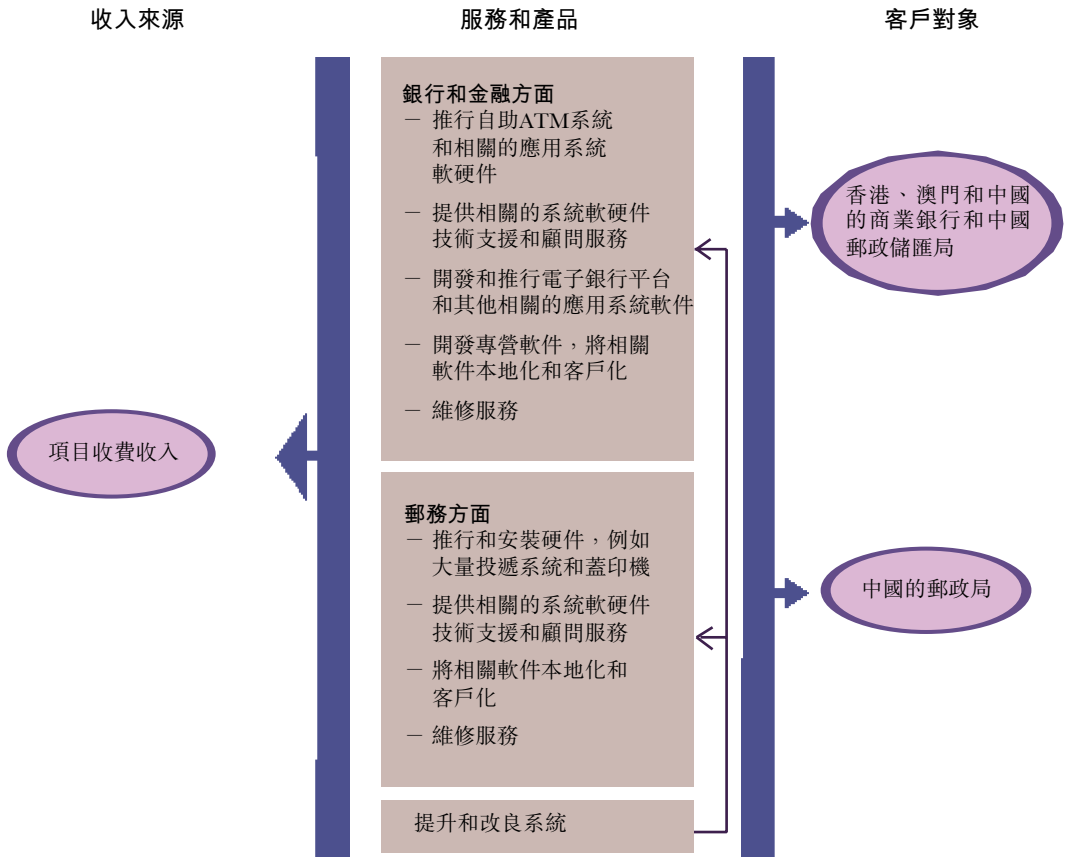 收入來源
服務和產品
客戶對象
銀行和金融方面
－ 推行自助ATM系統
和相關的應用系統
軟硬件
－ 提供相關的系統軟硬件
技術支援和顧問服務
－ 開發和推行電子銀行平台
和其他相關的應用系統軟件
－ 開發專營軟件，將相關
軟件本地化和客戶化
－ 維修服務
香港、澳門和中國
的商業銀行和中國
郵政儲匯局
項目收費收入
郵務方面
－ 推行和安裝硬件，例如
大量投遞系統和蓋印機
－ 提供相關的系統軟硬件
技術支援和顧問服務
－ 將相關軟件本地化和
客戶化
－ 維修服務
中國的郵政局
提升和改良系統